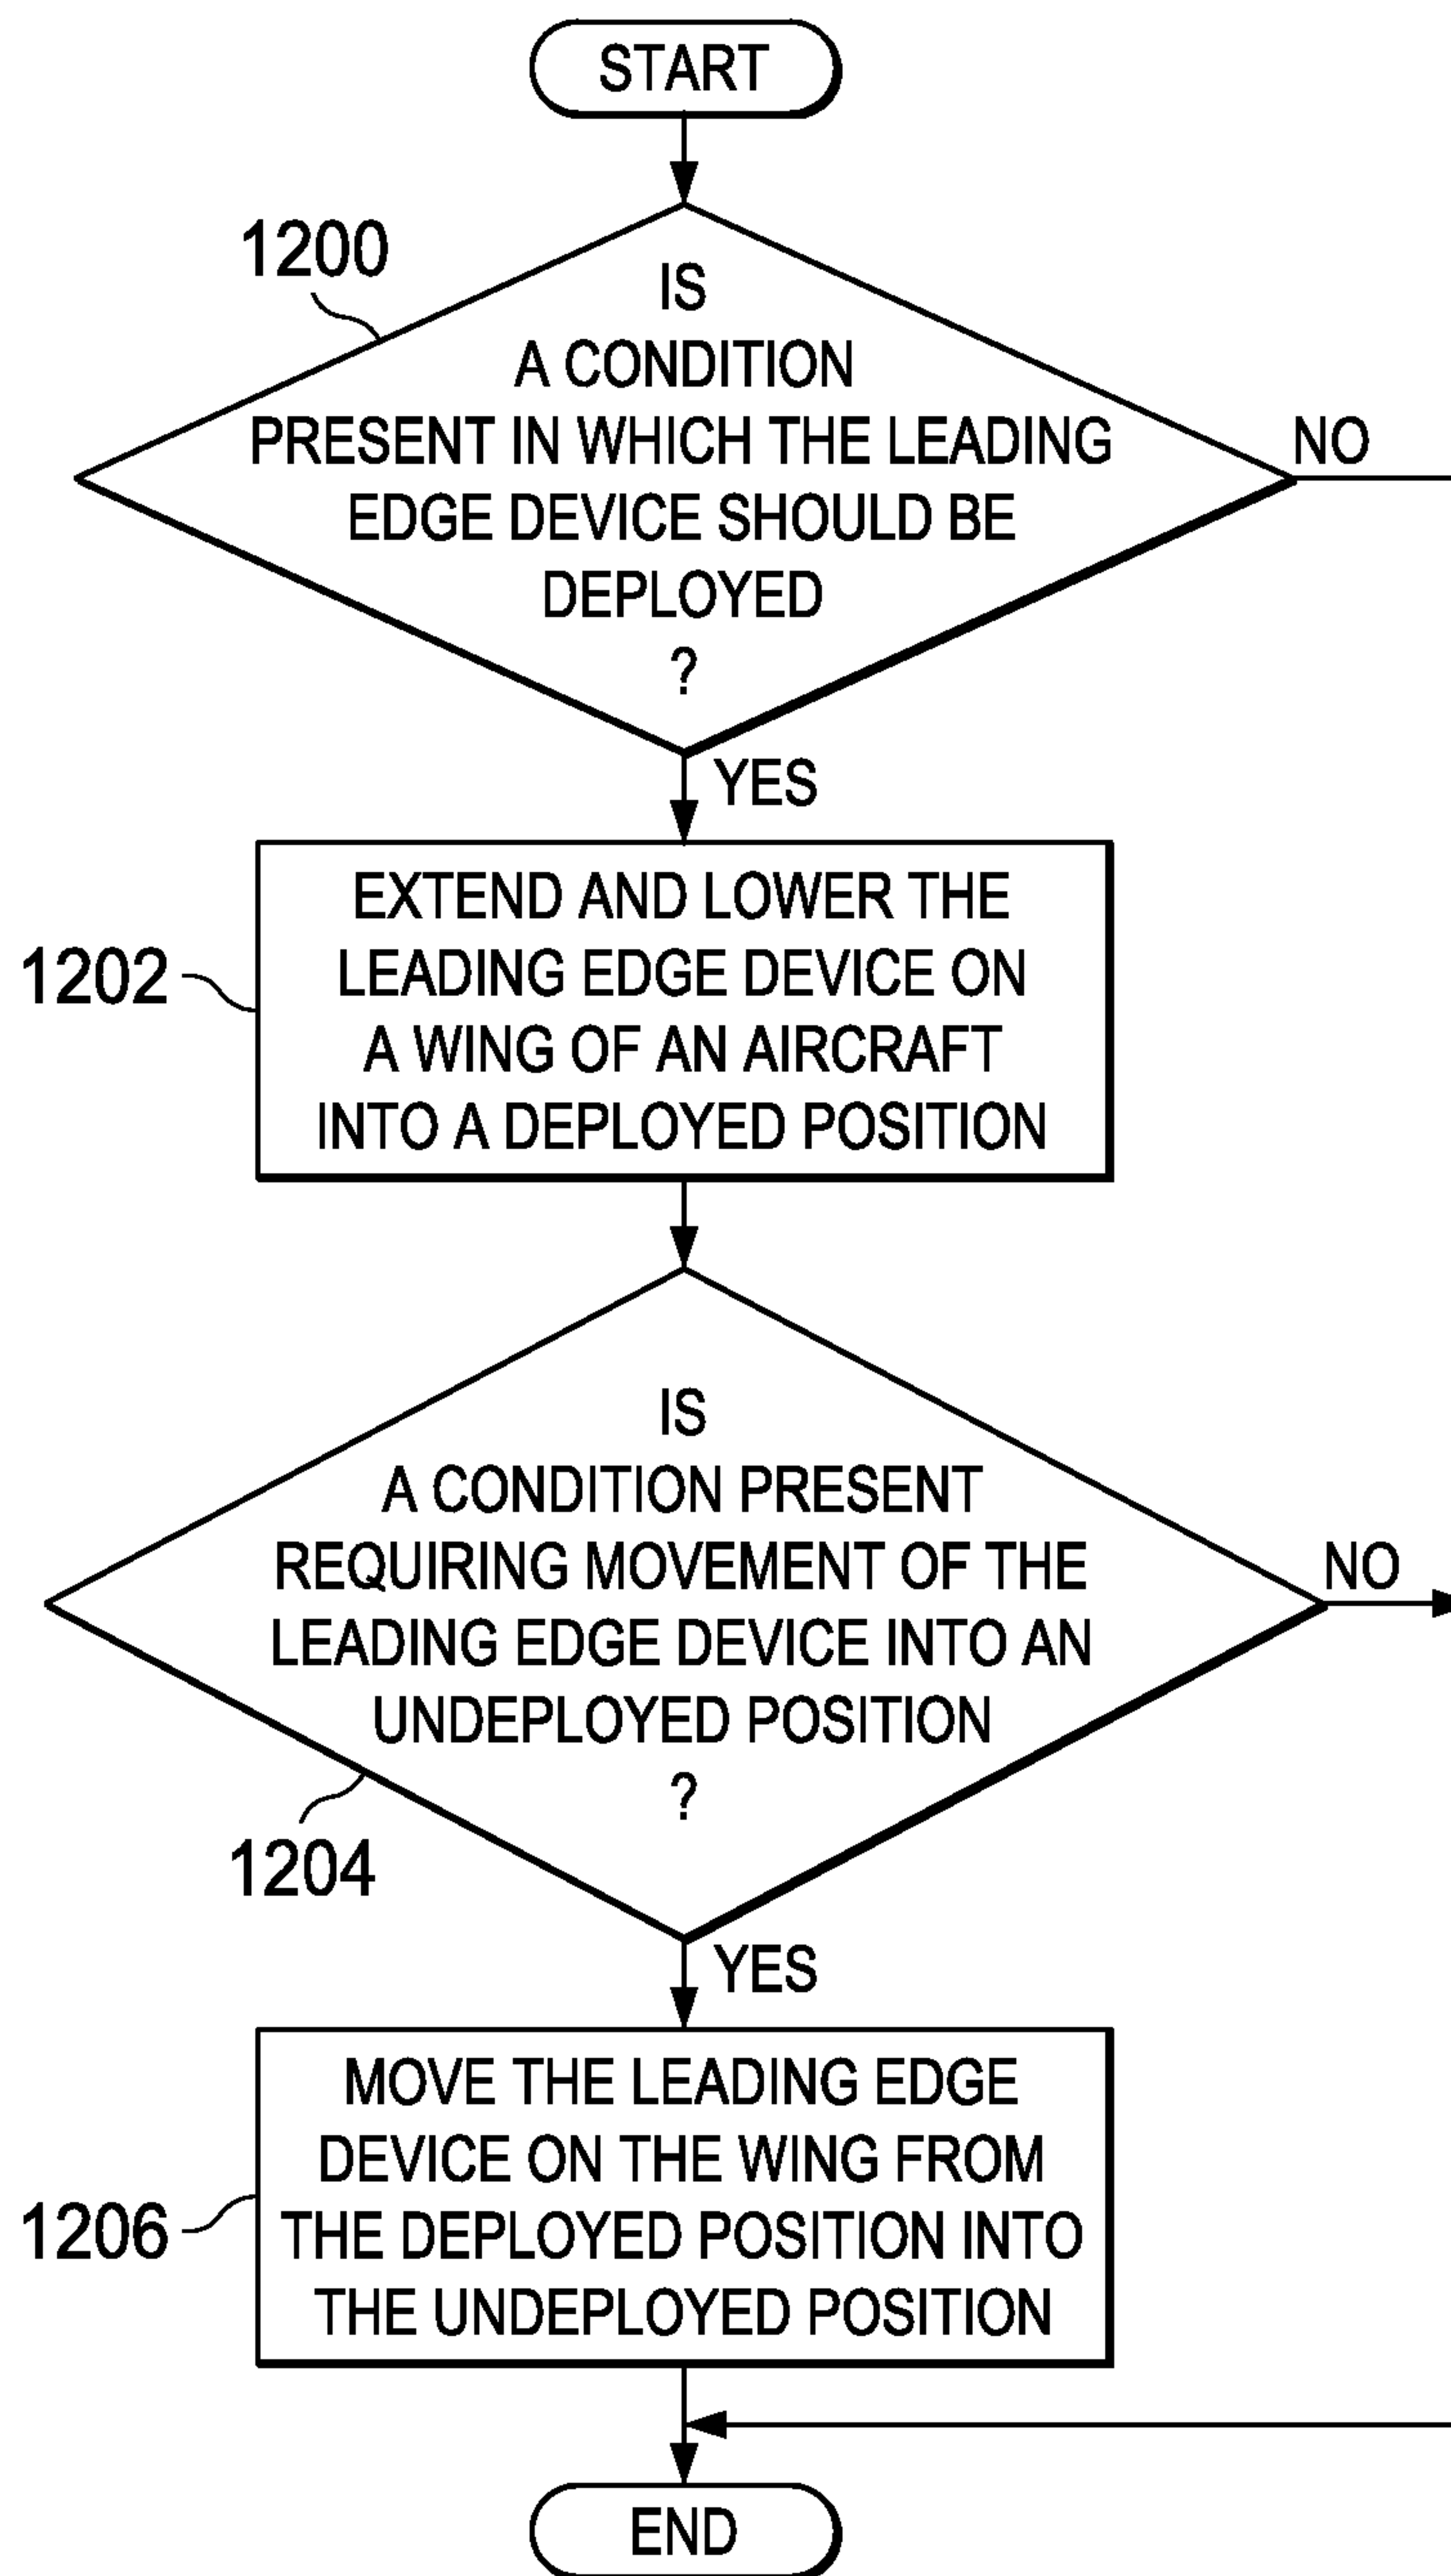 START
1200
IS
A CONDITION
PRESENT IN WHICH THE LEADING
EDGE DEVICE SHOULD BE
DEPLOYED
?
NO
YES
1202
EXTEND AND LOWER THE
LEADING EDGE DEVICE ON
A WING OF AN AIRCRAFT
INTO A DEPLOYED POSITION
IS
A CONDITION PRESENT
REQUIRING MOVEMENT OF THE
LEADING EDGE DEVICE INTO AN
UNDEPLOYED POSITION
?
NO
1204
YES
1206
MOVE THE LEADING EDGE
DEVICE ON THE WING FROM
THE DEPLOYED POSITION INTO
THE UNDEPLOYED POSITION
END